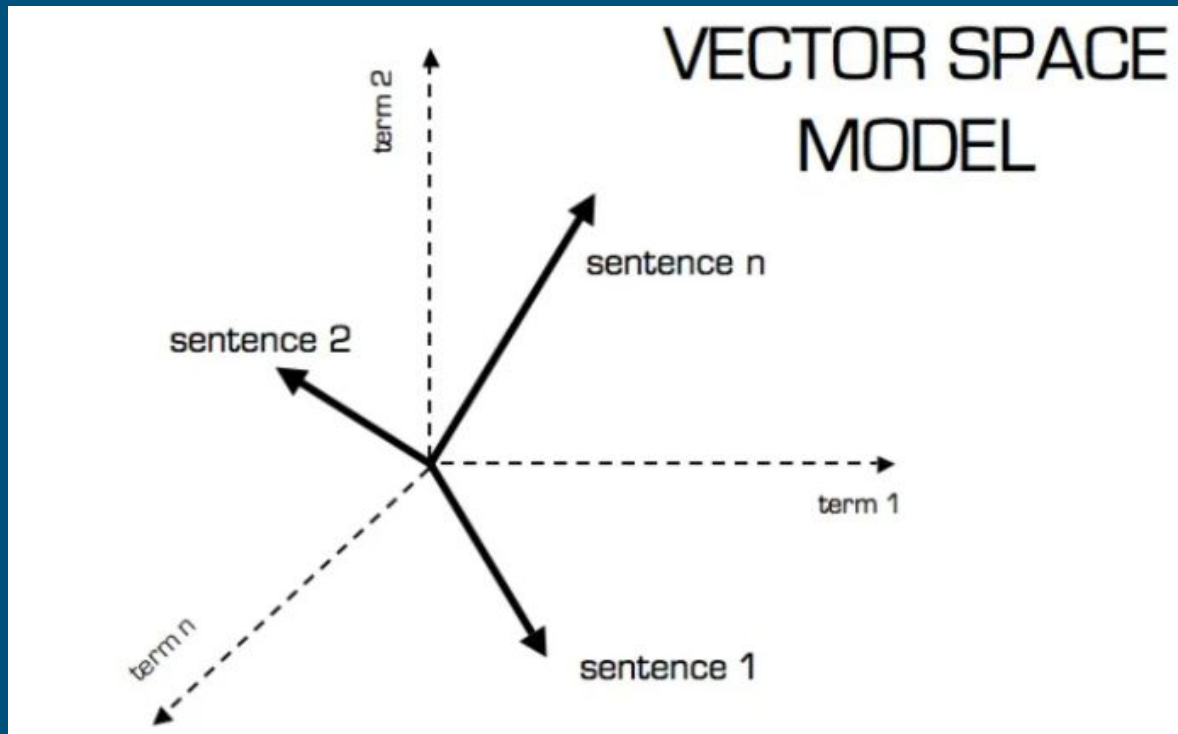 VECTOR SPACE
MODEL
term 2
sentence n
sentence 2
term 1
term n
sentence 1